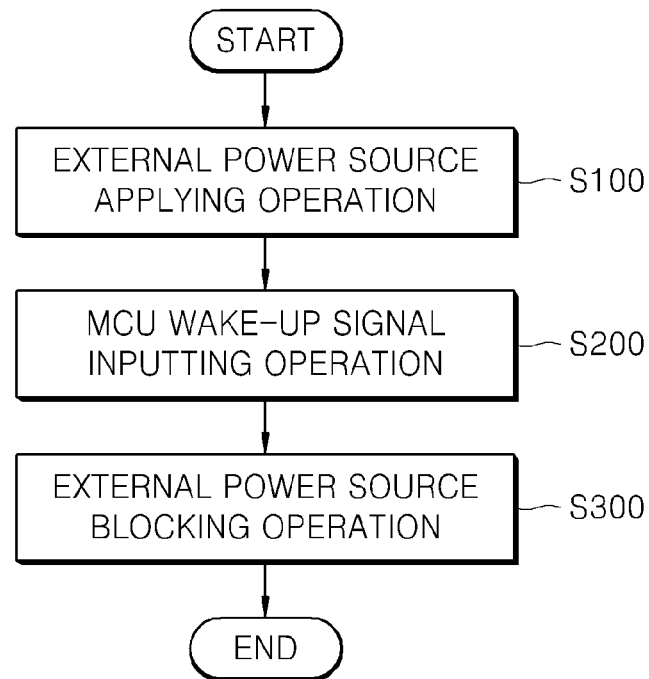 START
EXTERNAL POWER SOURCE
APPLYING OPERATION
S100
MCU WAKE-UP SIGNAL
INPUTTING OPERATION
S200
EXTERNAL POWER SOURCE
BLOCKING OPERATION
S300
END